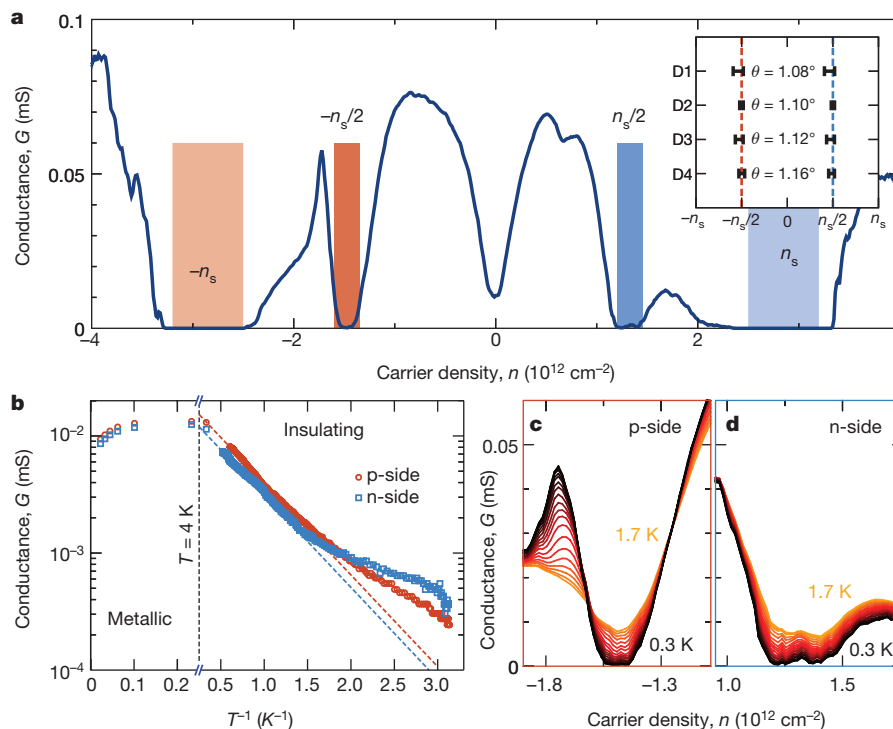 a
0.1
0.05
0
Conductance, G (mS)
−nₛ
−nₛ/2
nₛ/2
nₛ
−4
−2
0
2
Carrier density, n (10¹² cm⁻²)
D1
θ = 1.08°
D2
θ = 1.10°
D3
θ = 1.12°
D4
θ = 1.16°
−nₛ
−nₛ/2
0
nₛ/2
nₛ
b
10⁻²
10⁻³
10⁻⁴
Conductance, G (mS)
Insulating
p-side
n-side
T = 4 K
Metallic
0
0.1
0.2
0.5
1.0
1.5
2.0
2.5
3.0
T⁻¹ (K⁻¹)
c
p-side
0.05
0
Conductance, G (mS)
1.7 K
0.3 K
−1.8
−1.3
d
n-side
1.7 K
0.3 K
1.0
1.5
Carrier density, n (10¹² cm⁻²)